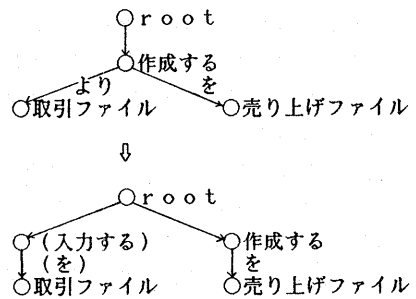 ｒｏｏｔ
作成する
より を
取引ファイル 売り上げファイル
⇩
ｒｏｏｔ
(入力する) 作成する
(を) を
取引ファイル 売り上げファイル